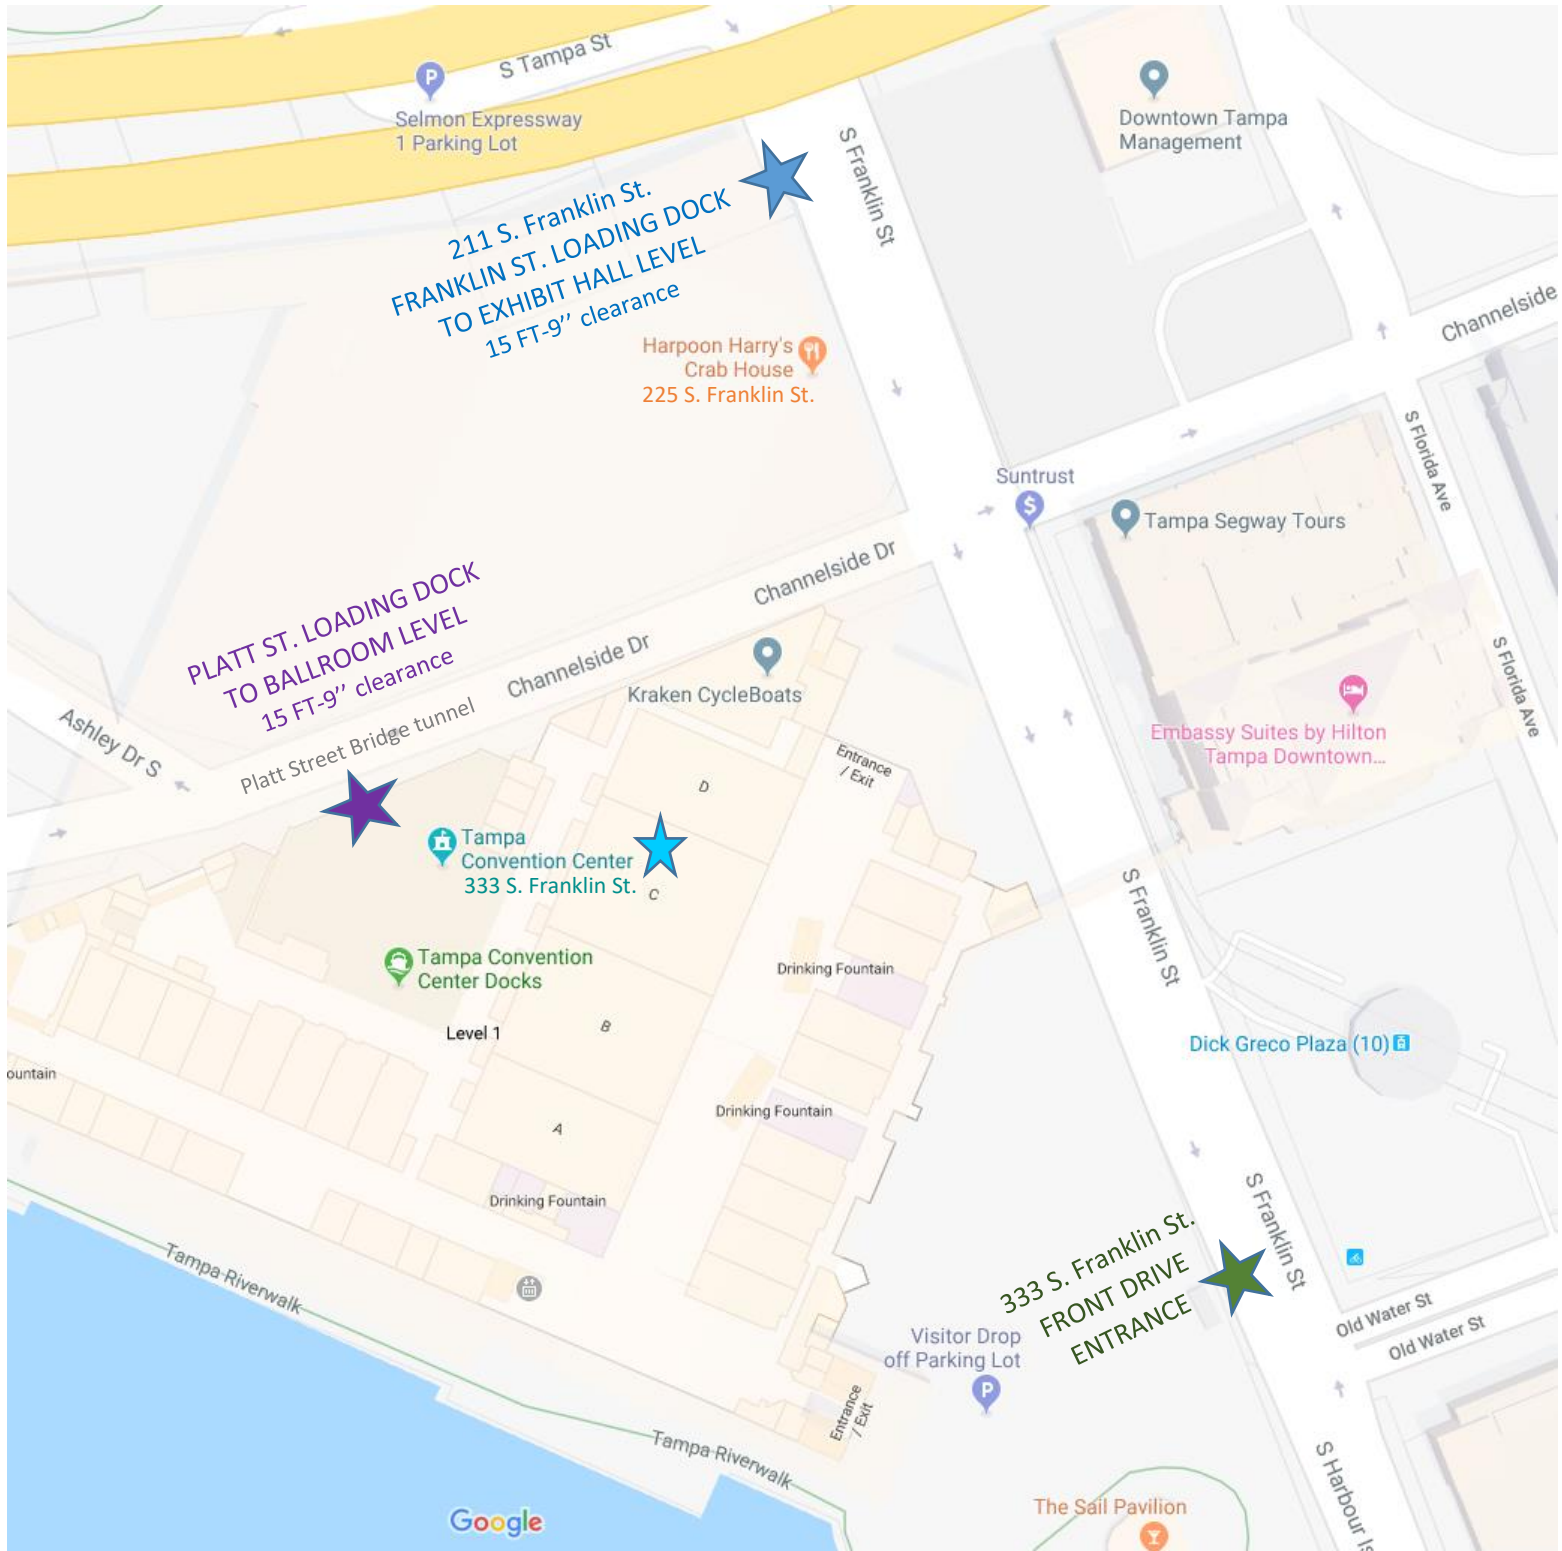 S Tampa St
P
Selmon Expressway
1 Parking Lot
Downtown Tampa
Management
S Franklin St
211 S. Franklin St.
FRANKLIN ST. LOADING DOCK
TO EXHIBIT HALL LEVEL
15 FT-9’’ clearance
Channelside
Harpoon Harry's
Crab House
225 S. Franklin St.
S Florida Ave
Suntrust
$
Tampa Segway Tours
Channelside Dr
PLATT ST. LOADING DOCK
TO BALLROOM LEVEL
15 FT-9’’ clearance
Platt Street Bridge tunnel
Channelside Dr
Ashley Dr S
Kraken CycleBoats
S Florida Ave
Embassy Suites by Hilton
Tampa Downtown...
Entrance
/ Exit
D
Tampa
Convention Center
333 S. Franklin St.
C
S Franklin St
Tampa Convention
Center Docks
Drinking Fountain
Level 1
B
Dick Greco Plaza (10)
ountain
Drinking Fountain
A
Drinking Fountain
S Franklin St
333 S. Franklin St.
FRONT DRIVE
ENTRANCE
Tampa Riverwalk
Old Water St
Old Water St
Visitor Drop
off Parking Lot
P
Entrance
/ Exit
Tampa Riverwalk
S Harbour Is
The Sail Pavilion
Google